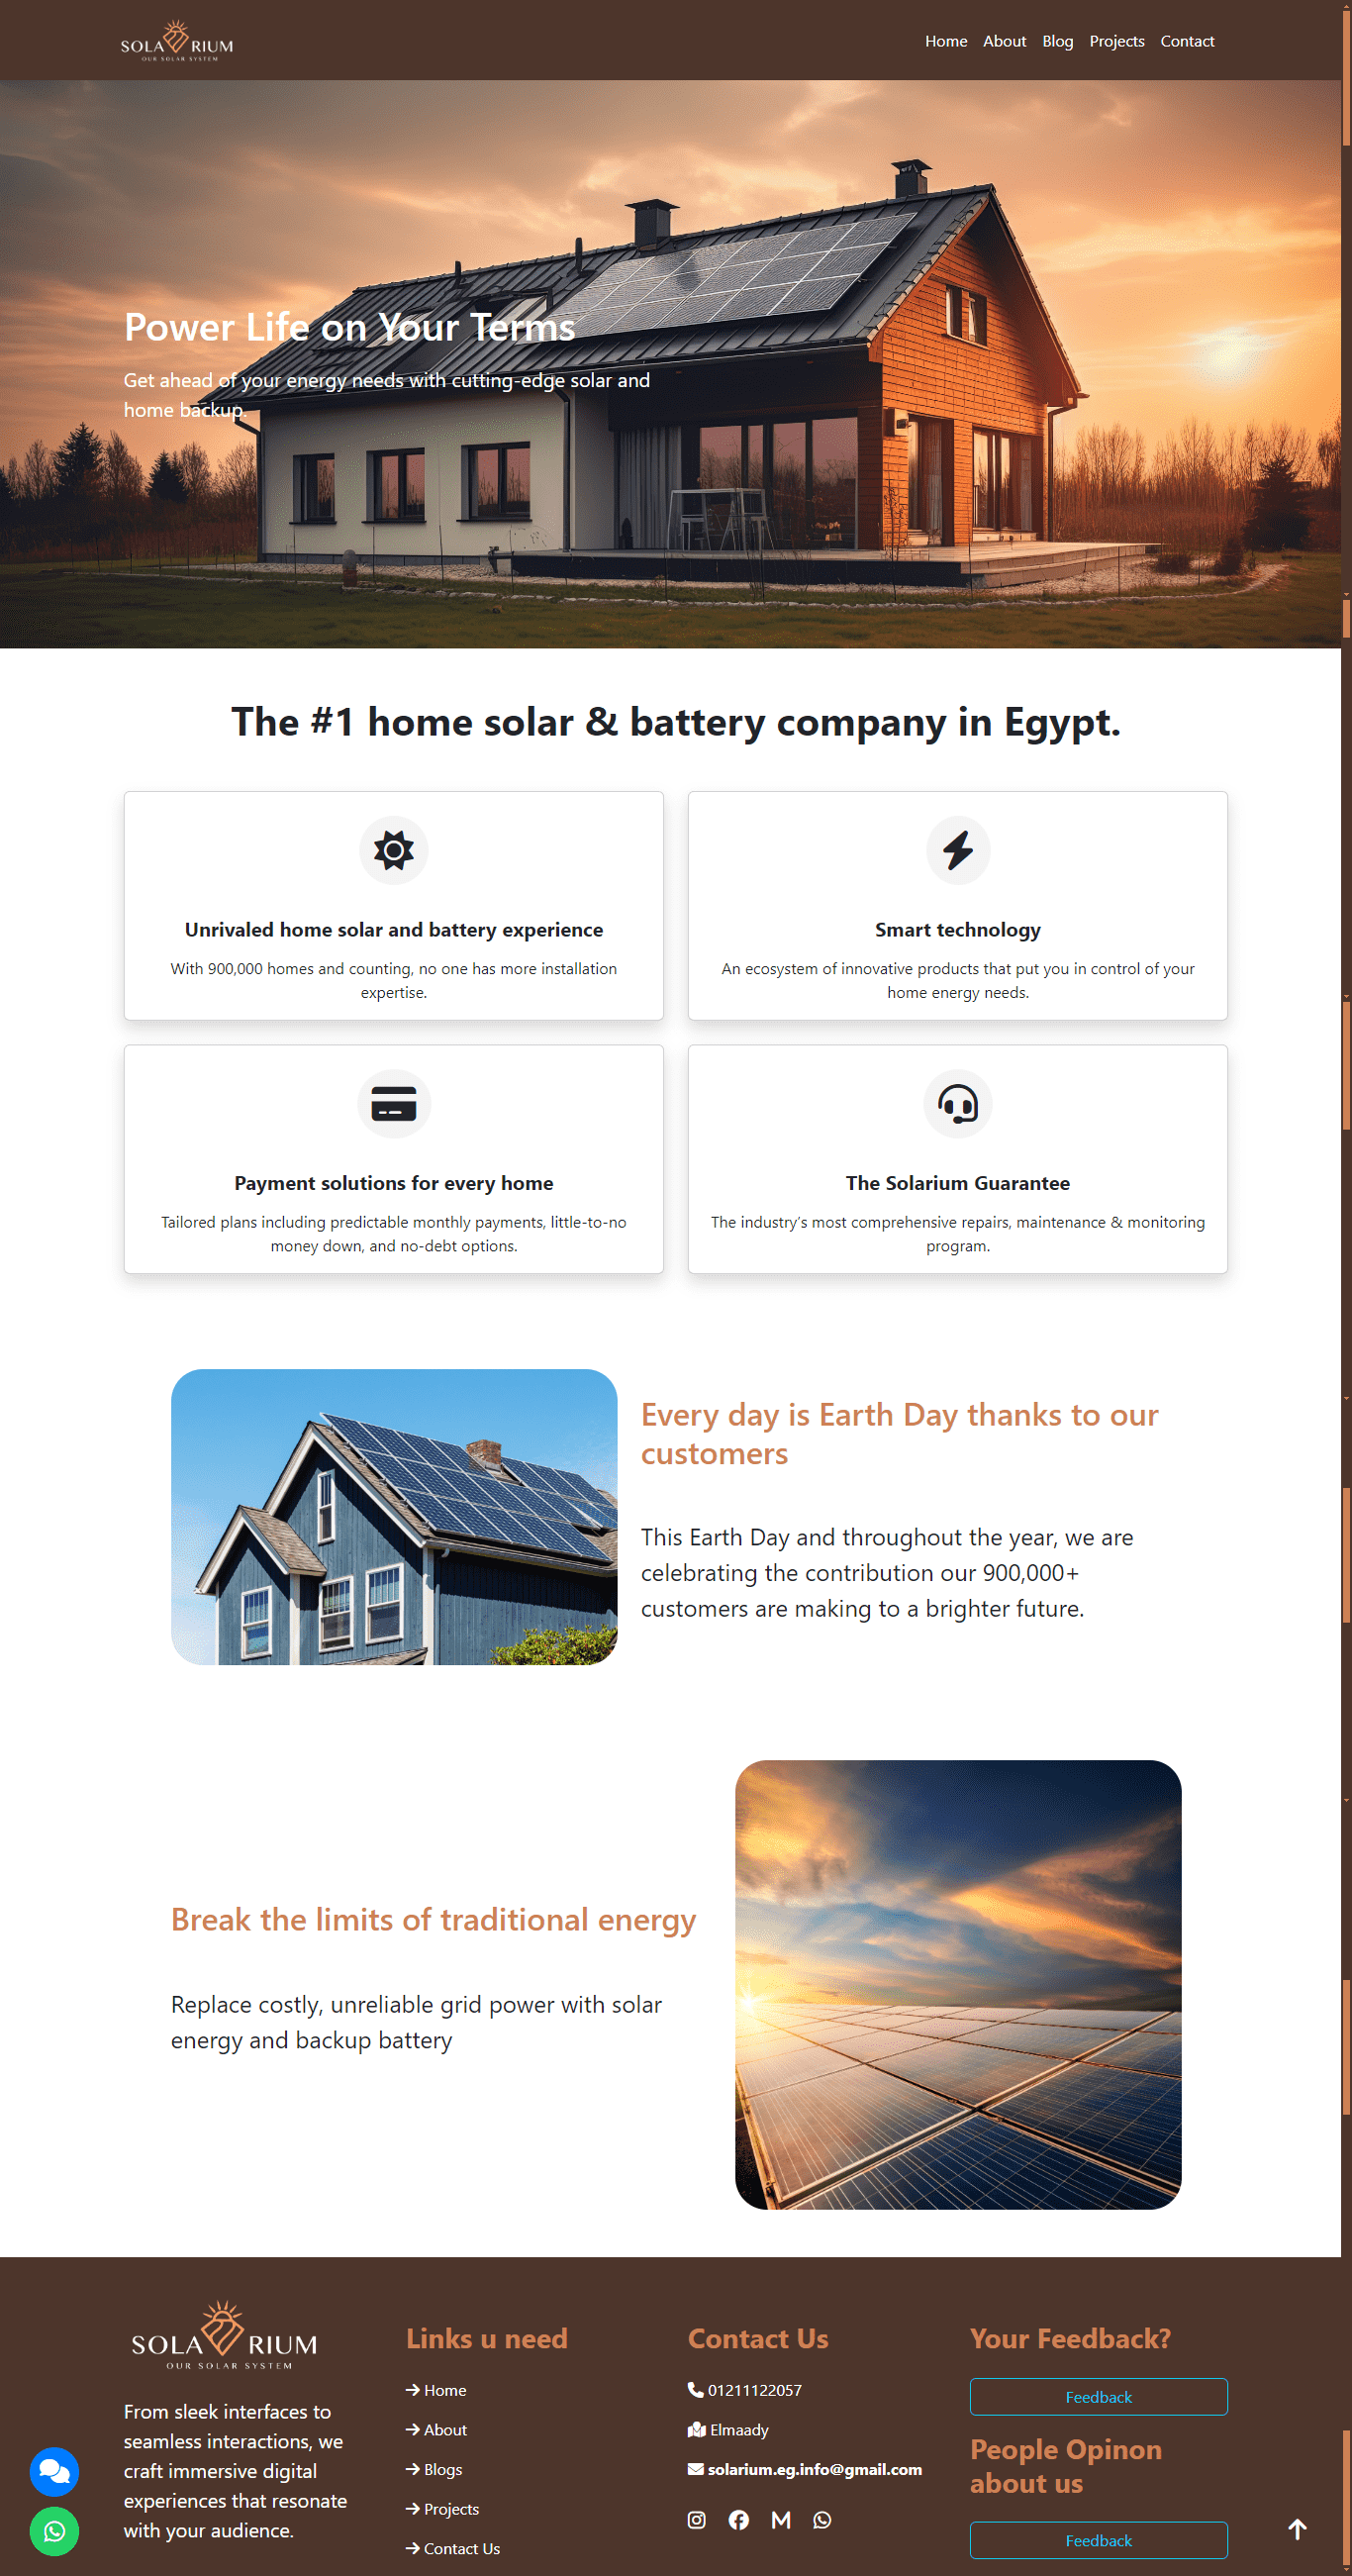 SOLA RIUM
OUR SOLAR SYSTEM
Home About Blog Projects Contact
Power Life on Your Terms
Get ahead of your energy needs with cutting-edge solar and
home backup.
The #1 home solar & battery company in Egypt.
Unrivaled home solar and battery experience
With 900,000 homes and counting, no one has more installation
expertise.
Smart technology
An ecosystem of innovative products that put you in control of your
home energy needs.
Payment solutions for every home
Tailored plans including predictable monthly payments, little-to-no
money down, and no-debt options.
The Solarium Guarantee
The industry’s most comprehensive repairs, maintenance & monitoring
program.
Every day is Earth Day thanks to our
customers
This Earth Day and throughout the year, we are
celebrating the contribution our 900,000+
customers are making to a brighter future.
Break the limits of traditional energy
Replace costly, unreliable grid power with solar
energy and backup battery
SOLA RIUM
OUR SOLAR SYSTEM
From sleek interfaces to
seamless interactions, we
craft immersive digital
experiences that resonate
with your audience.
Links u need
Home
About
Blogs
Projects
Contact Us
Contact Us
01211122057
Elmaady
solarium.eg.info@gmail.com
Your Feedback?
Feedback
People Opinon
about us
Feedback